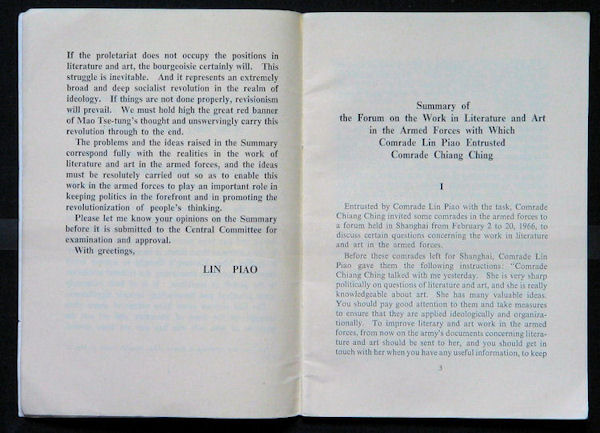 If the proletariat does not occupy the positions in
literature and art, the bourgeoisie certainly will. This
struggle is inevitable. And it represents an extremely
broad and deep socialist revolution in the realm of
ideology. If things are not done properly, revisionism
will prevail. We must hold high the great red banner
of Mao Tse-tung's thought and unswervingly carry this
revolution through to the end.
The problems and the ideas raised in the Summary
correspond fully with the realities in the work of
literature and art in the armed forces, and the ideas
must be resolutely carried out so as to enable this
work in the armed forces to play an important role in
keeping politics in the forefront and in promoting the
revolutionization of people's thinking.
Please let me know your opinions on the Summary
before it is submitted to the Central Committee for
examination and approval.
With greetings,
LIN PIAO
Summary of
the Forum on the Work in Literature and Art
in the Armed Forces with Which
Comrade Lin Piao Entrusted
Comrade Chiang Ching
I
Entrusted by Comrade Lin Piao with the task, Comrade
Chiang Ching invited some comrades in the armed forces to
a forum held in Shanghai from February 2 to 20, 1966, to
discuss certain questions concerning the work in literature
and art in the armed forces.
Before these comrades left for Shanghai, Comrade Lin
Piao gave them the following instructions: "Comrade
Chiang Ching talked with me yesterday. She is very sharp
politically on questions of literature and art, and she is really
knowledgeable about art. She has many valuable ideas.
You should pay good attention to them and take measures
to ensure that they are applied ideologically and organiza-
tionally. To improve literary and art work in the armed
forces, from now on the army's documents concerning litera-
ture and art should be sent to her, and you should get in
touch with her when you have any useful information, to keep
3